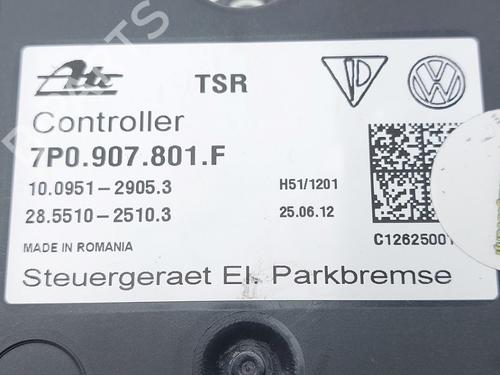 Ate TSR
Controller
7P0.907.801.F
10.0951-2905.3 H51/1201
28.5510-2510.3 25.06.12
MADE IN ROMANIA
Steuergeraet El. Parkbremse